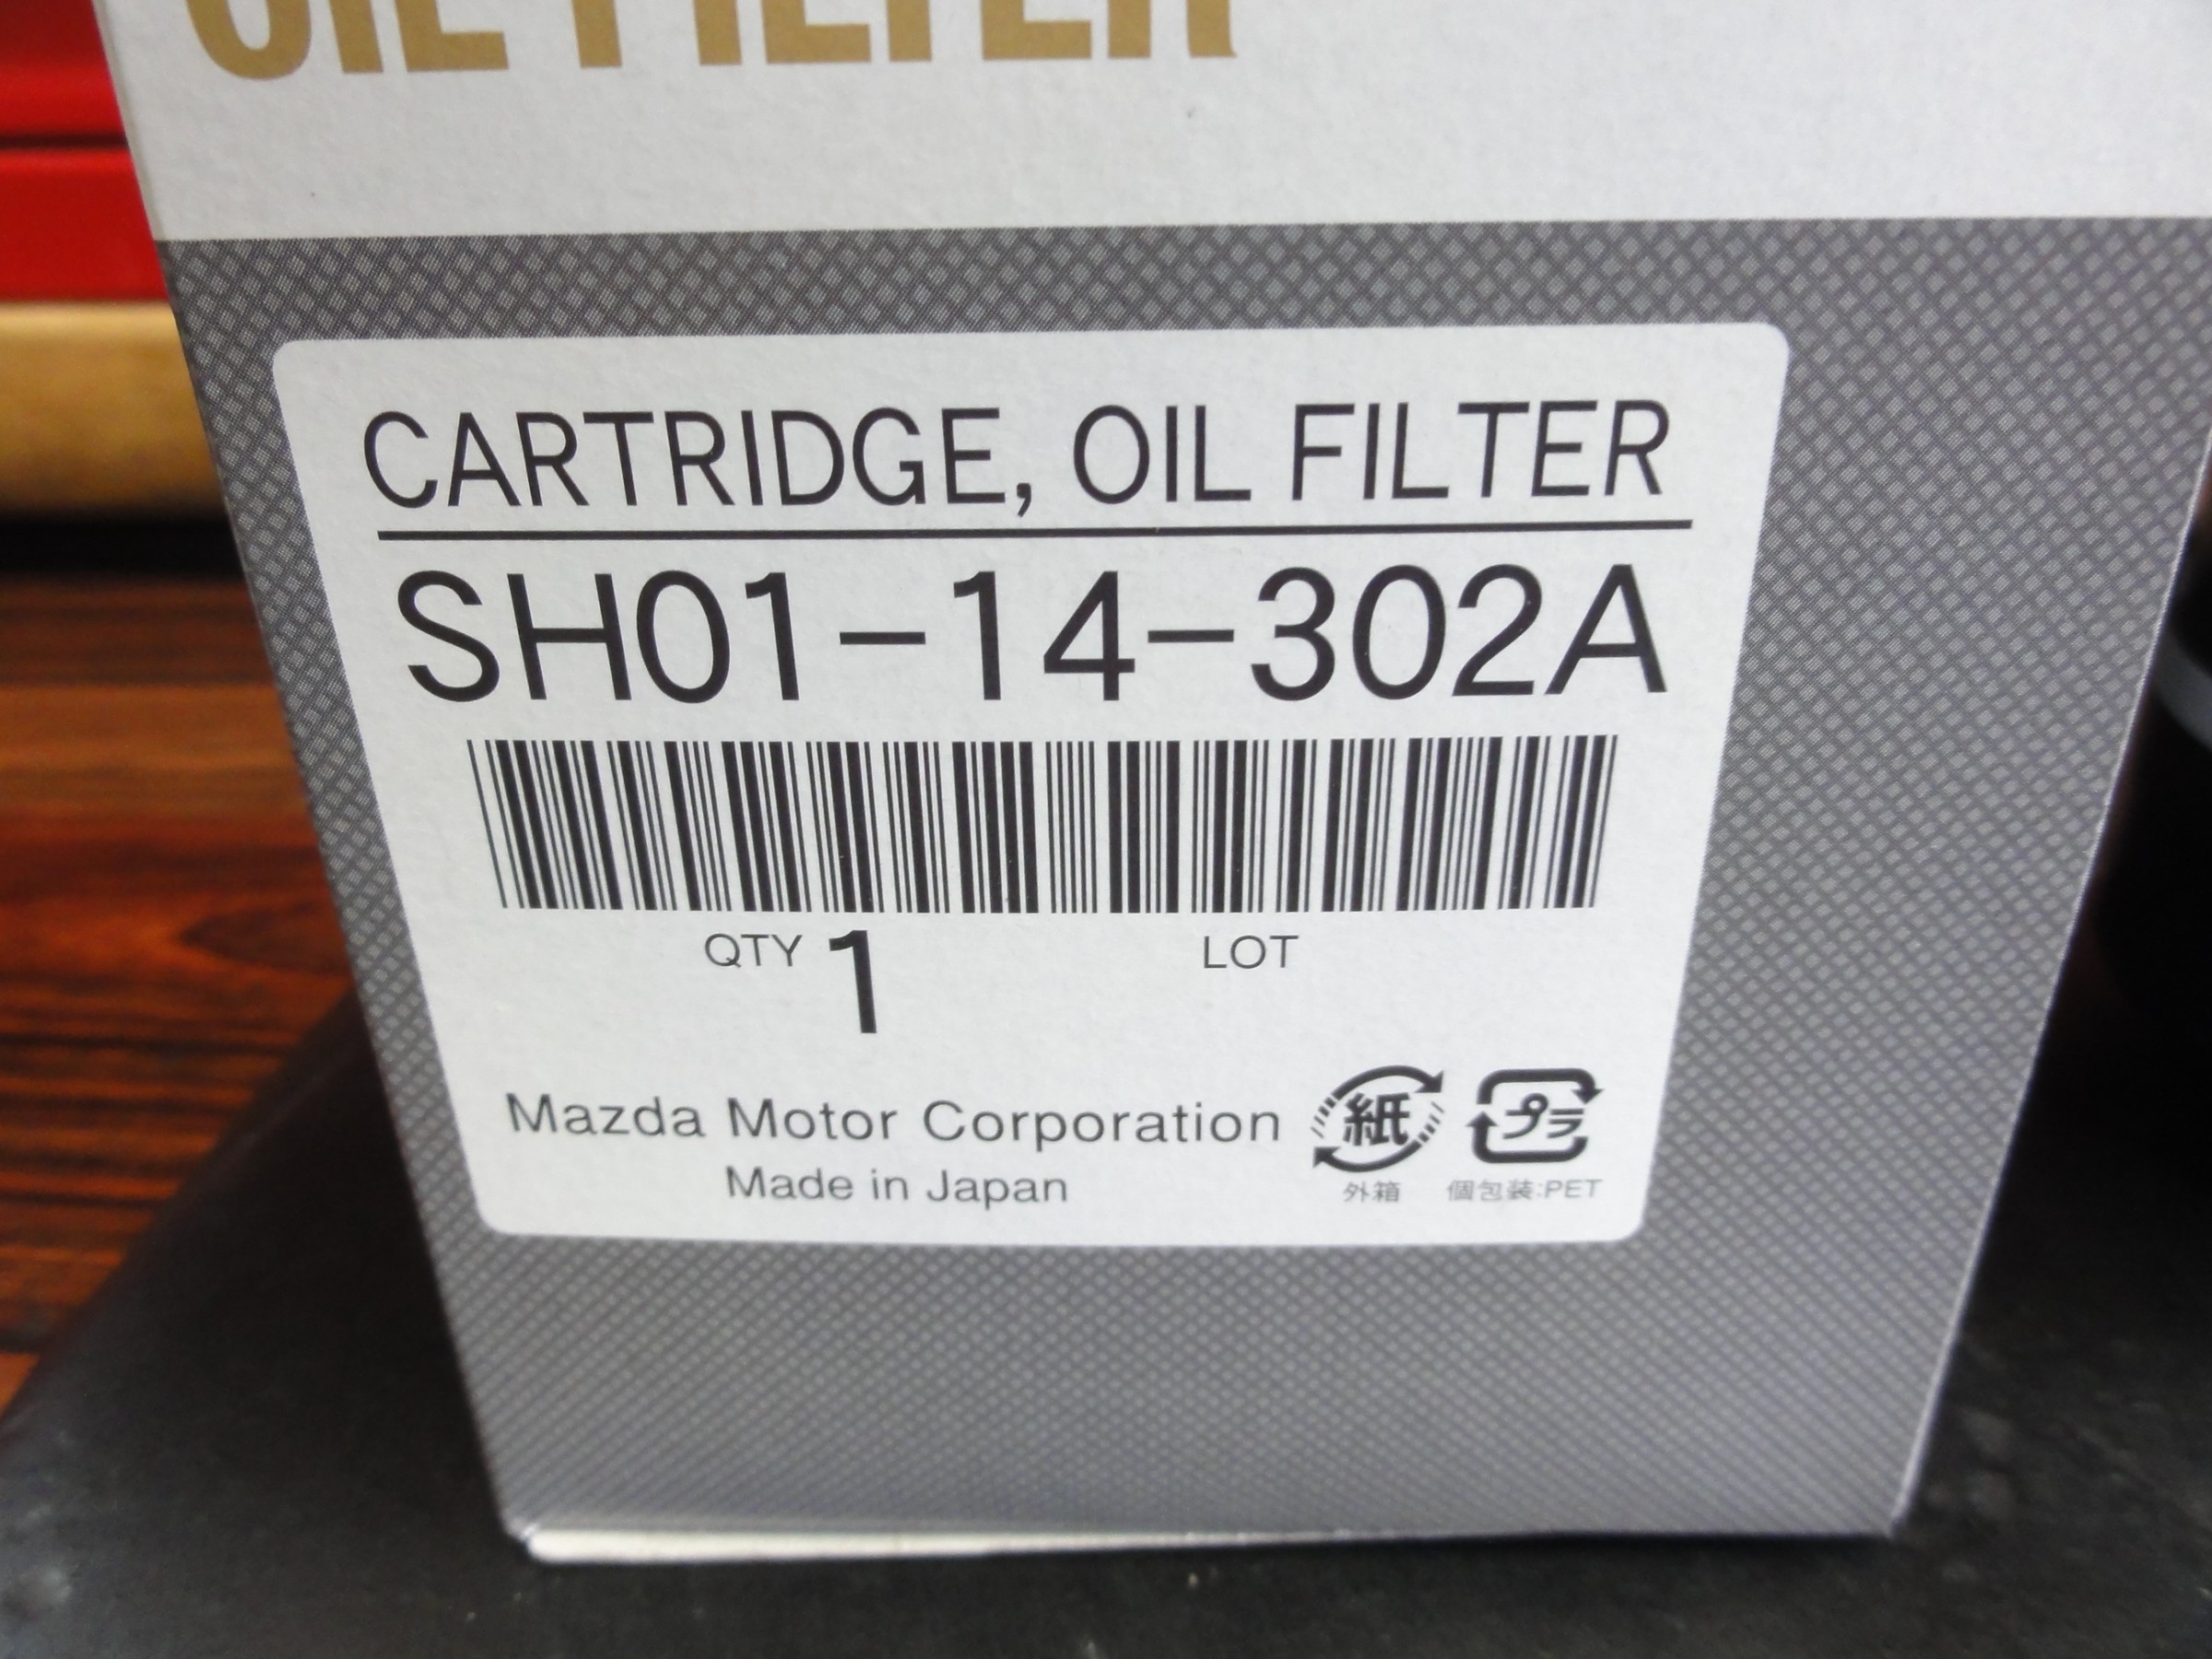 OIL FILTER
CARTRIDGE, OIL FILTER
SH01-14-302A
QTY 1 LOT
Mazda Motor Corporation
Made in Japan
紙
プラ
外箱
個包装:PET